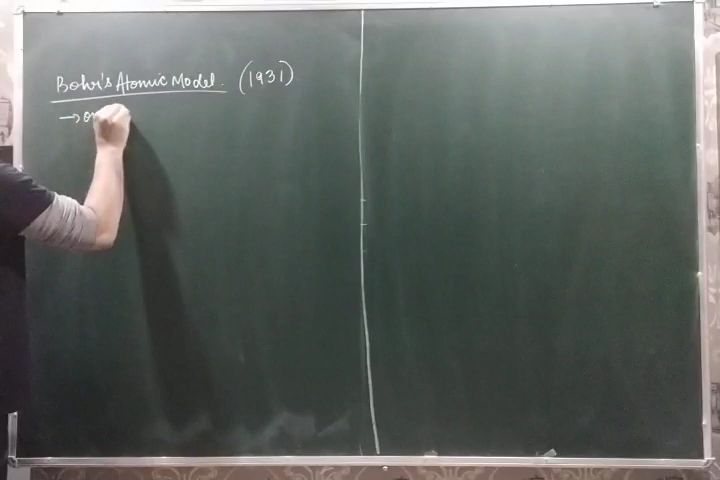 Bohr's Atomic Model. (1931)
→